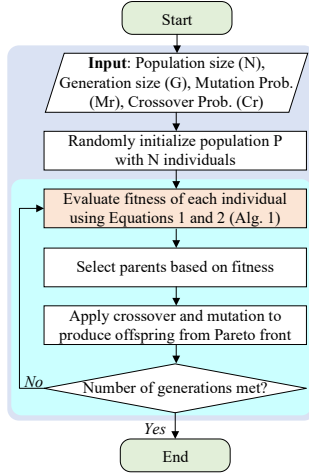 Start
Input: Population size (N),
Generation size (G), Mutation Prob.
(Mr), Crossover Prob. (Cr)
Randomly initialize population P
with N individuals
Evaluate fitness of each individual
using Equations 1 and 2 (Alg. 1)
Select parents based on fitness
Apply crossover and mutation to
produce offspring from Pareto front
Number of generations met?
No
Yes
End